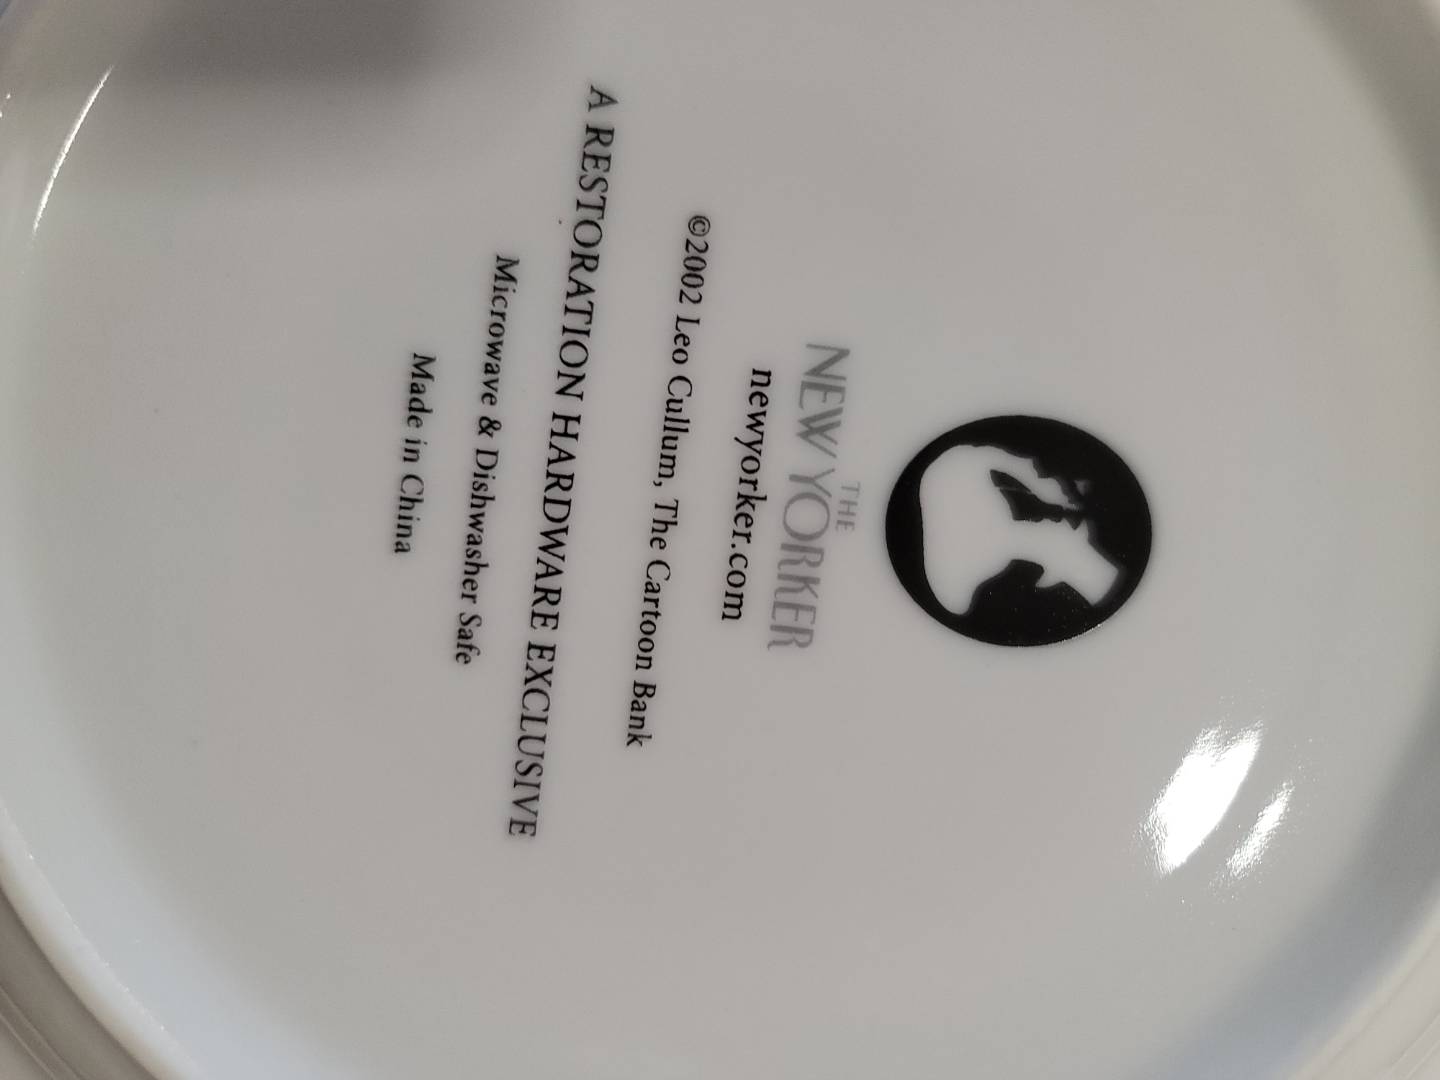 THE
NEW YORKER
newyorker.com
©2002 Leo Cullum, The Cartoon Bank
A RESTORATION HARDWARE EXCLUSIVE
Microwave & Dishwasher Safe
Made in China